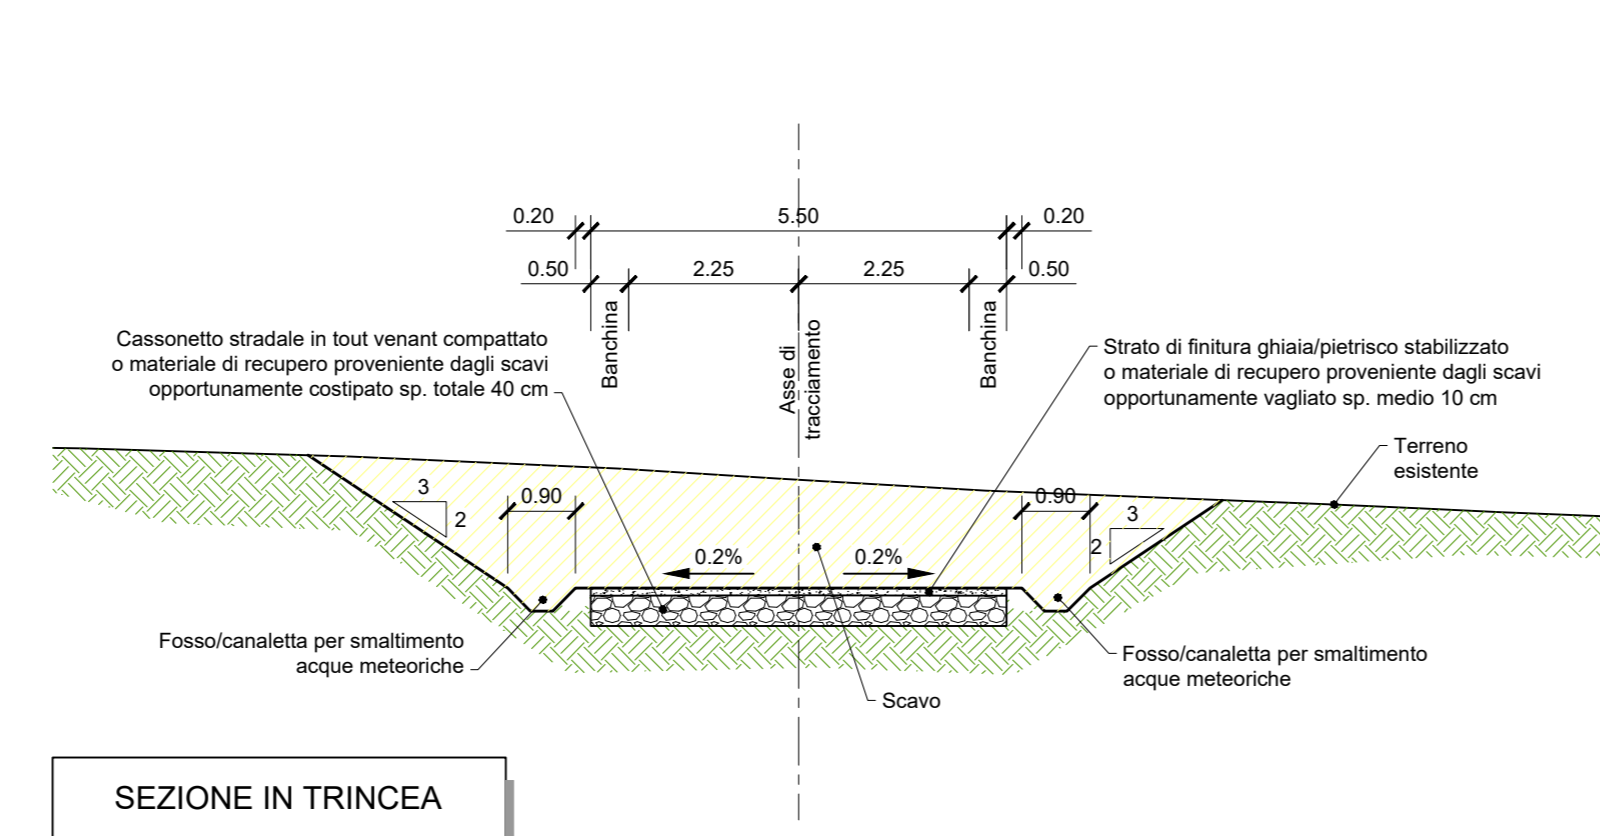 0.20
5.50
0.20
0.50
2.25
2.25
0.50
Banchina
Asse di
tracciamento
Banchina
Cassonetto stradale in tout venant compattato
o materiale di recupero proveniente dagli scavi
opportunamente costipato sp. totale 40 cm
Strato di finitura ghiaia/pietrisco stabilizzato
o materiale di recupero proveniente dagli scavi
opportunamente vagliato sp. medio 10 cm
Terreno
esistente
3
2
0.90
0.90
3
2
0.2%
0.2%
Fosso/canaletta per smaltimento
acque meteoriche
Fosso/canaletta per smaltimento
acque meteoriche
Scavo
SEZIONE IN TRINCEA